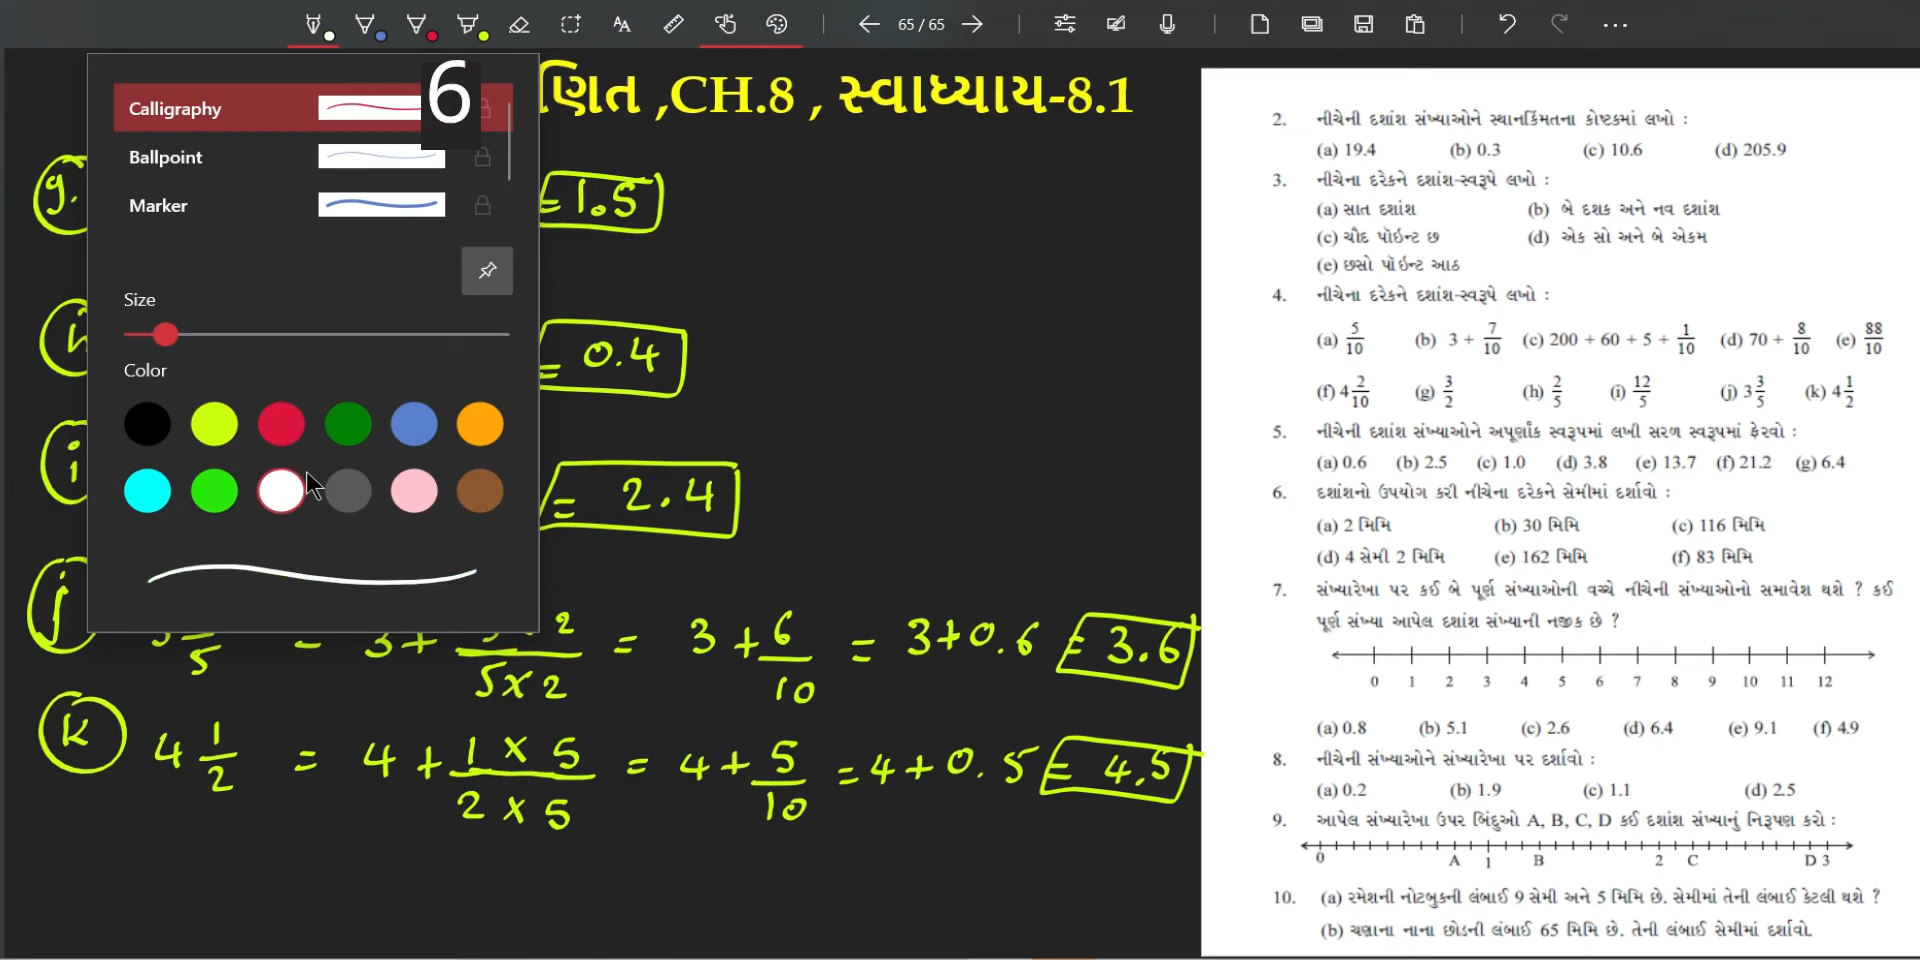 65 / 65
Calligraphy
Ballpoint
Marker
Size
Color
6
ણિત ,CH.8 , સ્વાધ્યાય-8.1
g. = 1.5
h = 0.4
i = 2.4
j = 3 + 6/10 = 3+0.6 = 3.6
k 4 1/2 = 4 + 1 × 5/2 × 5 = 4 + 5/10 = 4 + 0.5 = 4.5
2. નીચેની દશાંશ સંખ્યાઓને સ્થાનકિંમતના કોષ્ટકમાં લખો :
(a) 19.4 (b) 0.3 (c) 10.6 (d) 205.9
3. નીચેના દરેકને દશાંશ-સ્વરૂપે લખો :
(a) સાત દશાંશ (b) બે દશક અને નવ દશાંશ
(c) ચૌદ પૉઇન્ટ છ (d) એક સો અને બે એકમ
(e) છસો પૉઇન્ટ આઠ
4. નીચેના દરેકને દશાંશ-સ્વરૂપે લખો :
(a) 5/10 (b) 3 + 7/10 (c) 200 + 60 + 5 + 1/10 (d) 70 + 8/10 (e) 88/10
(f) 4 2/10 (g) 3/2 (h) 2/5 (i) 12/5 (j) 3 3/5 (k) 4 1/2
5. નીચેની દશાંશ સંખ્યાઓને અપૂર્ણાંક સ્વરૂપમાં લખી સરળ સ્વરૂપમાં ફેરવો :
(a) 0.6 (b) 2.5 (c) 1.0 (d) 3.8 (e) 13.7 (f) 21.2 (g) 6.4
6. દશાંશનો ઉપયોગ કરી નીચેના દરેકને સેમીમાં દર્શાવો :
(a) 2 મિમિ (b) 30 મિમિ (c) 116 મિમિ
(d) 4 સેમી 2 મિમિ (e) 162 મિમિ (f) 83 મિમિ
7. સંખ્યારેખા પર કઈ બે પૂર્ણ સંખ્યાઓની વચ્ચે નીચેની સંખ્યાઓનો સમાવેશ થશે ? કઈ
પૂર્ણ સંખ્યા આપેલ દશાંશ સંખ્યાની નજીક છે ?
0 1 2 3 4 5 6 7 8 9 10 11 12
(a) 0.8 (b) 5.1 (c) 2.6 (d) 6.4 (e) 9.1 (f) 4.9
8. નીચેની સંખ્યાઓને સંખ્યારેખા પર દર્શાવો :
(a) 0.2 (b) 1.9 (c) 1.1 (d) 2.5
9. આપેલ સંખ્યારેખા ઉપર બિંદુઓ A, B, C, D કઈ દશાંશ સંખ્યાનું નિરૂપણ કરો :
0 A 1 B 2 C D 3
10. (a) રમેશની નોટબુકની લંબાઈ 9 સેમી અને 5 મિમિ છે. સેમીમાં તેની લંબાઈ કેટલી થશે ?
(b) ચણાના નાના છોડની લંબાઈ 65 મિમિ છે. તેની લંબાઈ સેમીમાં દર્શાવો.